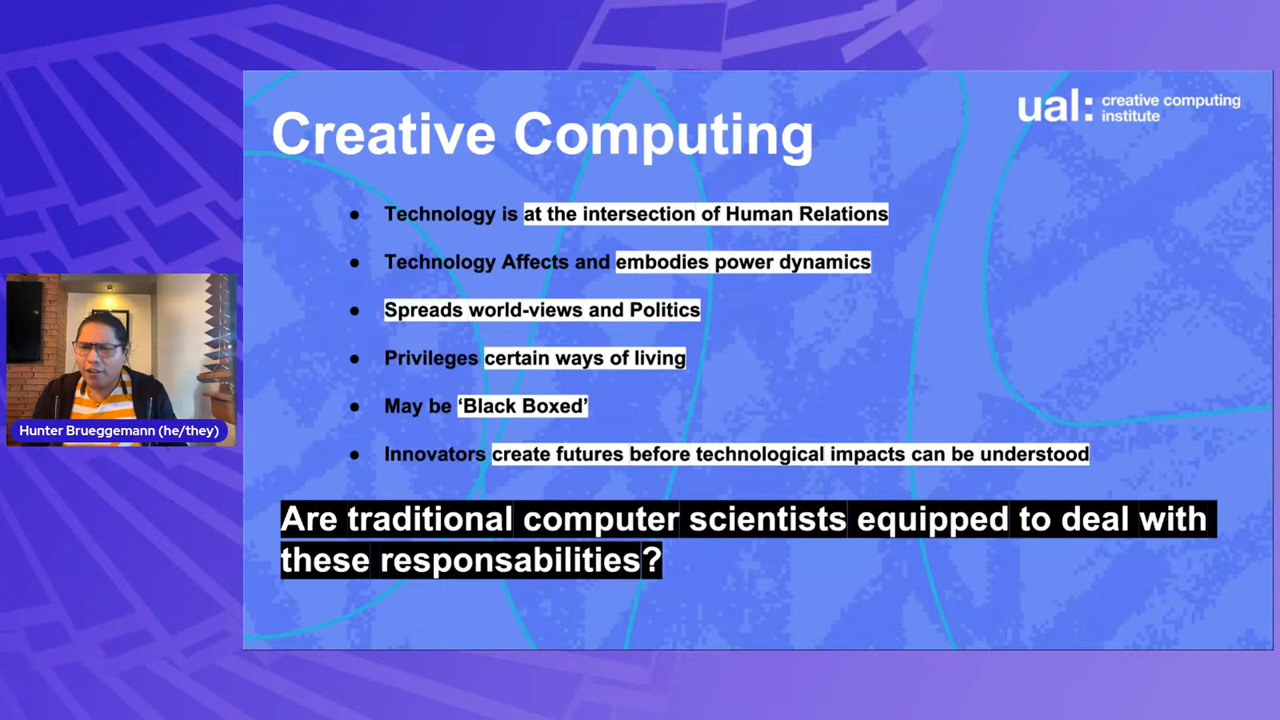 Creative Computing
ual: creative computing
institute
● Technology is at the intersection of Human Relations
● Technology Affects and embodies power dynamics
● Spreads world-views and Politics
● Privileges certain ways of living
● May be ‘Black Boxed’
● Innovators create futures before technological impacts can be understood
Are traditional computer scientists equipped to deal with
these responsabilities?
Hunter Brueggemann (he/they)